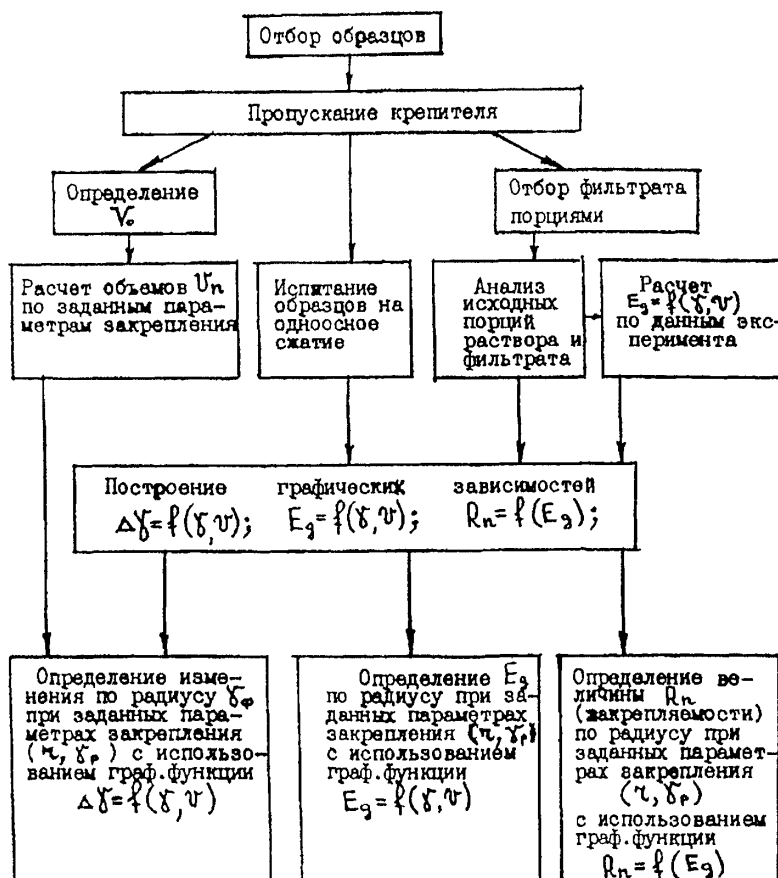 Отбор образцов
Пропускание крепителя
Определение
V₀
Отбор фильтрата
порциями
Расчет объемов Vп
по заданным пара-
метрам закрепления
Испытание
образцов на
одноосное
сжатие
Анализ
исходных
порций
раствора и
фильтрата
Расчет
Eg=f(γ,v)
по данным экс-
перимента
Построение графических зависимостей
Δγ=f(γ,v); Eg=f(γ,v); Rп=f(Eg);
Определение изме-
нения по радиусу γф
при заданных пара-
метрах закрепления
(r, γр) с использо-
ванием граф.функции
Δγ=f(γ,v)
Определение Eg
по радиусу при за-
данных параметрах
закрепления (r,γр)
с использованием
граф.функции
Eg=f(γ,v)
Определение ве-
личины Rп
(закрепляемости)
по радиусу при
заданных парамет-
рах закрепления
(r,γр)
с использованием
граф.функции
Rп=f(Eg)